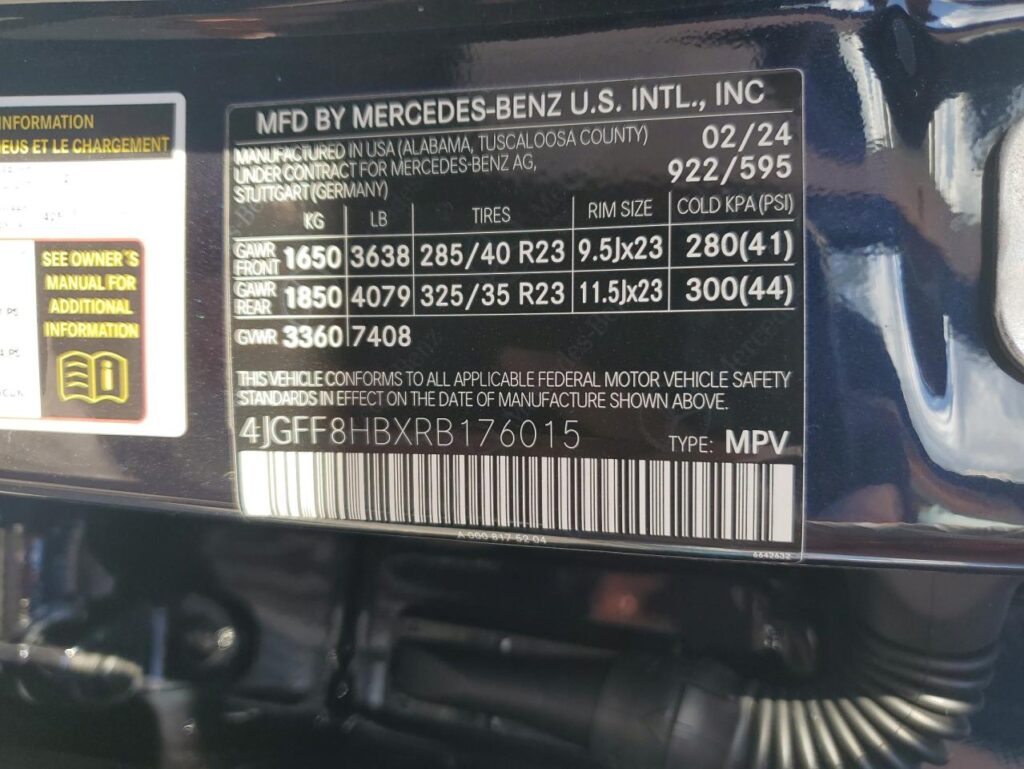 INFORMATION
EUS ET LE CHARGEMENT
SEE OWNER'S
MANUAL FOR
ADDITIONAL
INFORMATION
MFD BY MERCEDES-BENZ U.S. INTL., INC
MANUFACTURED IN USA (ALABAMA, TUSCALOOSA COUNTY) 02/24
UNDER CONTRACT FOR MERCEDES-BENZ AG, 922/595
STUTTGART (GERMANY)
KG LB TIRES RIM SIZE COLD KPA (PSI)
GAWR FRONT 1650 3638 285/40 R23 9.5Jx23 280(41)
GAWR REAR 1850 4079 325/35 R23 11.5Jx23 300(44)
GVWR 3360 7408
THIS VEHICLE CONFORMS TO ALL APPLICABLE FEDERAL MOTOR VEHICLE SAFETY
STANDARDS IN EFFECT ON THE DATE OF MANUFACTURE SHOWN ABOVE.
4JGFF8HBXRB176015 TYPE: MPV
A 000 817 52 04